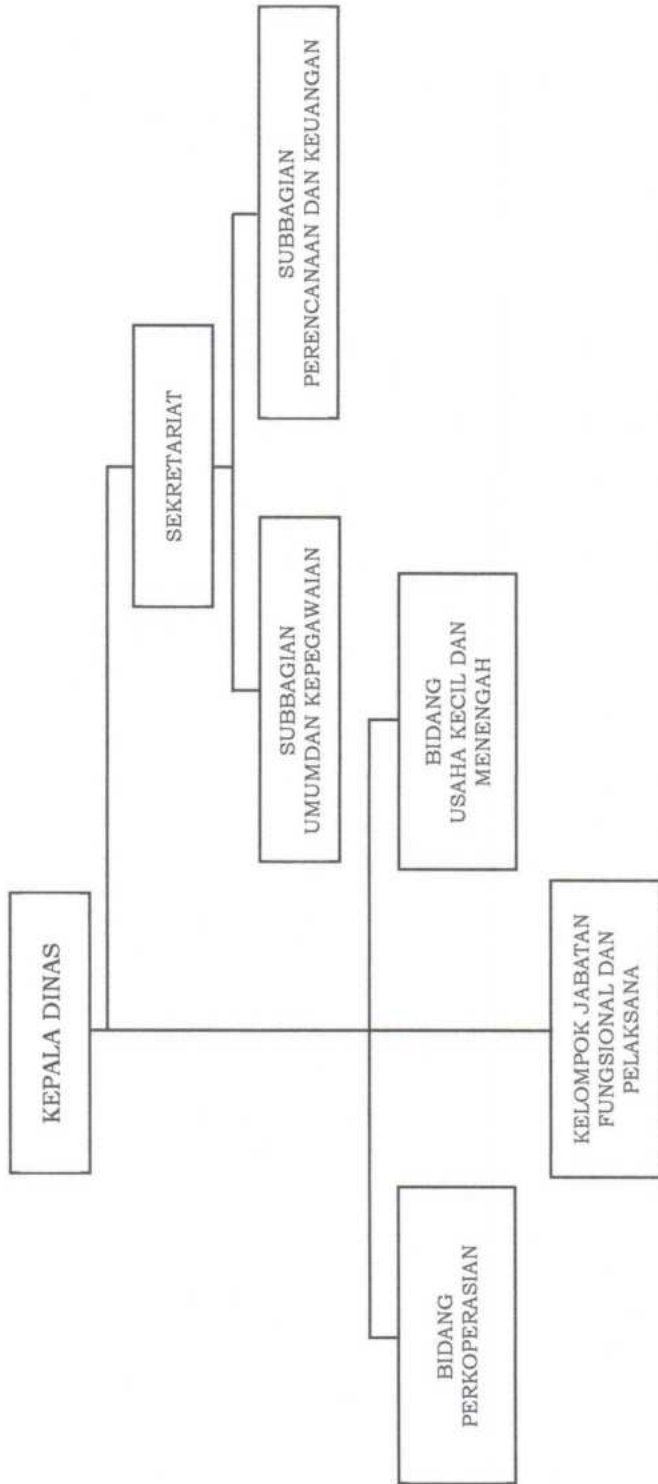 KEPALA DINAS
SEKRETARIAT
SUBBAGIAN
UMUMDAN KEPEGAWAIAN
SUBBAGIAN
PERENCANAAN DAN KEUANGAN
BIDANG
PERKOPERASIAN
BIDANG
USAHA KECIL DAN
MENENGAH
KELOMPOK JABATAN
FUNGSIONAL DAN
PELAKSANA